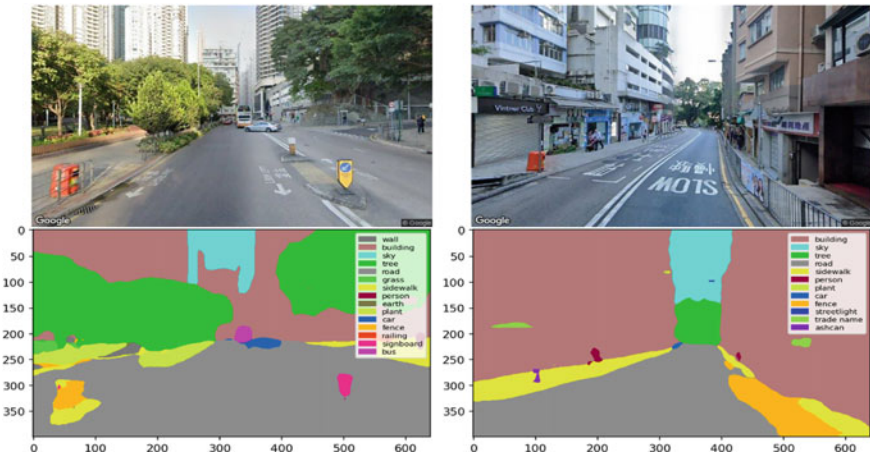 Google
© Google
Vintner Club
慢駛
SLOW
Google
© Google
0
50
100
150
200
250
300
350
0
100
200
300
400
500
600
wall
building
sky
tree
road
grass
sidewalk
person
earth
plant
car
fence
railing
signboard
bus
0
50
100
150
200
250
300
350
0
100
200
300
400
500
600
building
sky
tree
road
sidewalk
person
plant
car
fence
streetlight
trade name
ashcan